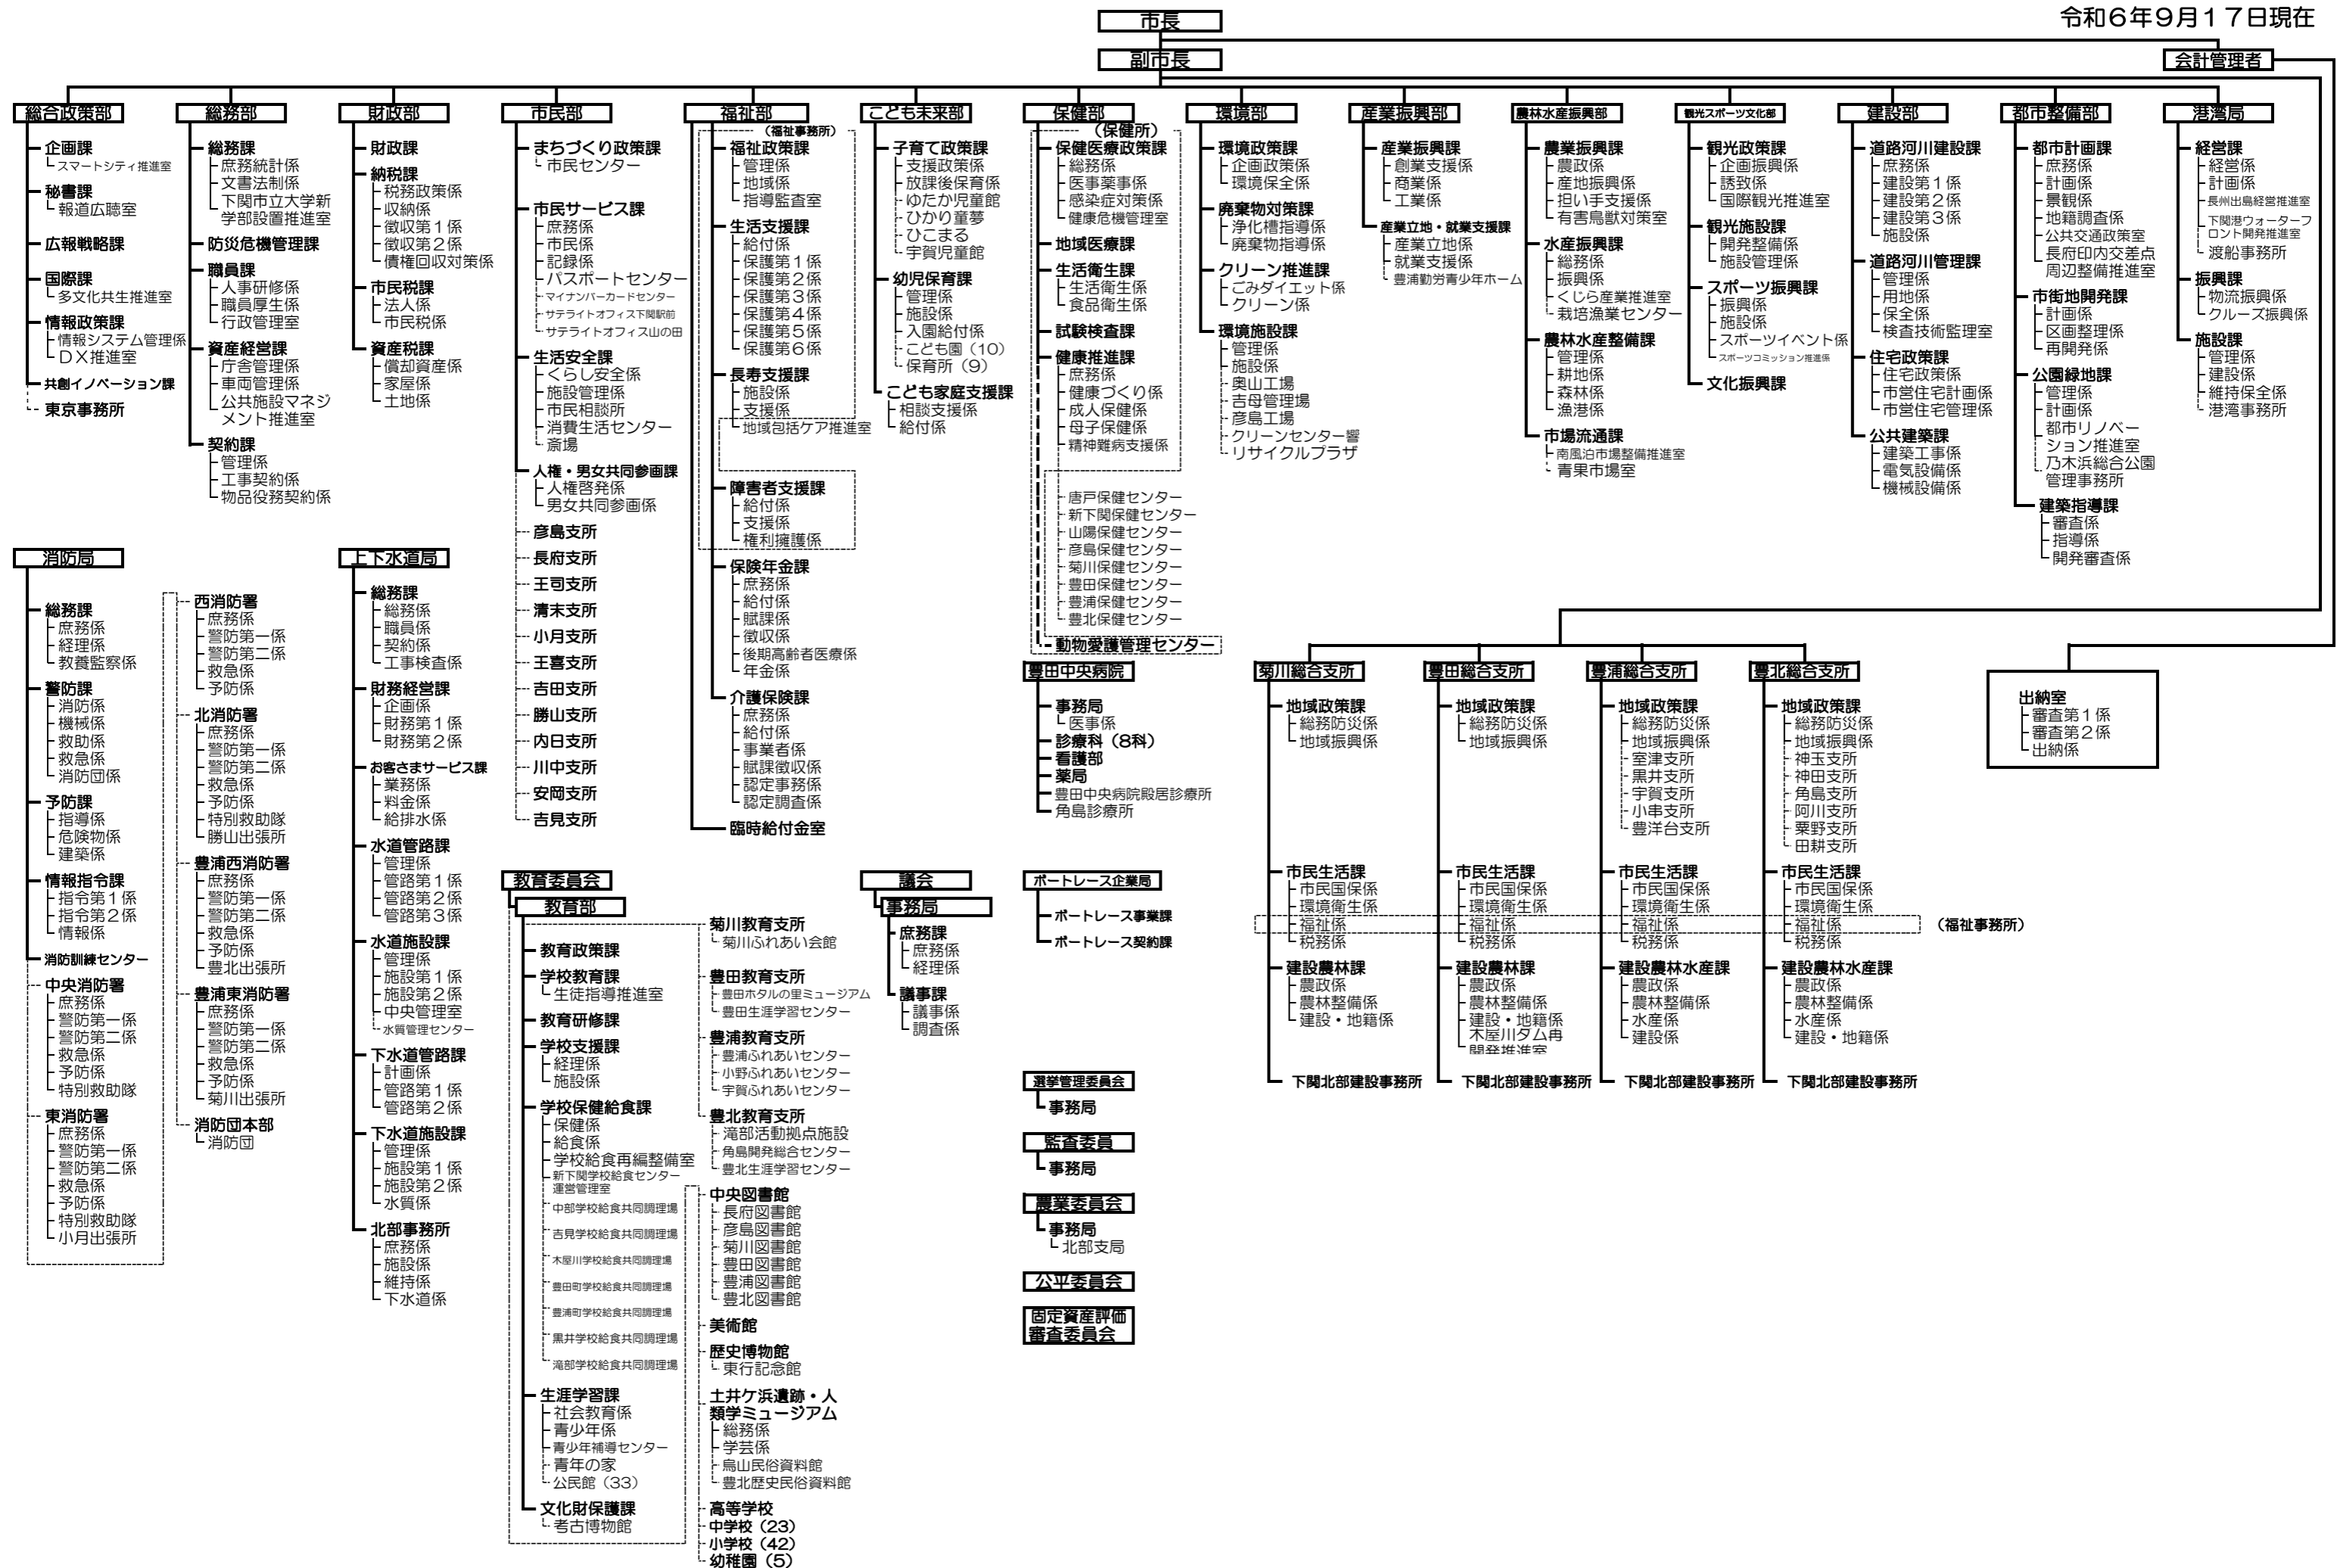 令和６年９月１７日現在
市長
副市長
会計管理者
総合政策部
企画課
スマートシティ推進室
秘書課
報道広聴室
広報戦略課
国際課
多文化共生推進室
情報政策課
情報システム管理係
ＤＸ推進室
共創イノベーション課
東京事務所
総務部
総務課
庶務統計係
文書法制係
下関市立大学新
学部設置推進室
防災危機管理課
職員課
人事研修係
職員厚生係
行政管理室
資産経営課
庁舎管理係
車両管理係
公共施設マネジ
メント推進室
契約課
管理係
工事契約係
物品役務契約係
財政部
財政課
納税課
税務政策係
収納係
徴収第１係
徴収第２係
債権回収対策係
市民税課
法人係
市民税係
資産税課
償却資産係
家屋係
土地係
市民部
まちづくり政策課
市民センター
市民サービス課
庶務係
市民係
記録係
パスポートセンター
マイナンバーカードセンター
サテライトオフィス下関駅前
サテライトオフィス山の田
生活安全課
くらし安全係
施設管理係
市民相談所
消費生活センター
斎場
人権・男女共同参画課
人権啓発係
男女共同参画係
彦島支所
長府支所
王司支所
清末支所
小月支所
王喜支所
吉田支所
勝山支所
内日支所
川中支所
安岡支所
吉見支所
福祉部
（福祉事務所）
福祉政策課
管理係
地域係
指導監査室
生活支援課
給付係
保護第１係
保護第２係
保護第３係
保護第４係
保護第５係
保護第６係
長寿支援課
施設係
支援係
地域包括ケア推進室
障害者支援課
給付係
支援係
権利擁護係
保険年金課
庶務係
給付係
賦課係
徴収係
後期高齢者医療係
年金係
介護保険課
庶務係
給付係
事業者係
賦課徴収係
認定事務係
認定調査係
臨時給付金室
こども未来部
子育て政策課
支援政策係
放課後保育係
ゆたか児童館
ひかり童夢
ひこまる
宇賀児童館
幼児保育課
管理係
施設係
入園給付係
こども園（10）
保育所（9）
こども家庭支援課
相談支援係
給付係
保健部
（保健所）
保健医療政策課
総務係
医事薬事係
感染症対策係
健康危機管理室
地域医療課
生活衛生課
生活衛生係
食品衛生係
試験検査課
健康推進課
庶務係
健康づくり係
成人保健係
母子保健係
精神難病支援係
唐戸保健センター
新下関保健センター
山陽保健センター
彦島保健センター
菊川保健センター
豊田保健センター
豊浦保健センター
豊北保健センター
動物愛護管理センター
環境部
環境政策課
企画政策係
環境保全係
廃棄物対策課
浄化槽指導係
廃棄物指導係
クリーン推進課
ごみダイエット係
クリーン係
環境施設課
管理係
施設係
奥山工場
吉母管理場
彦島工場
クリーンセンター響
リサイクルプラザ
産業振興部
産業振興課
創業支援係
商業係
工業係
産業立地・就業支援課
産業立地係
就業支援係
豊浦勤労青少年ホーム
農林水産振興部
農業振興課
農政係
産地振興係
担い手支援係
有害鳥獣対策室
水産振興課
総務係
振興係
くじら産業推進室
栽培漁業センター
農林水産整備課
管理係
耕地係
森林係
漁港係
市場流通課
南風泊市場整備推進室
青果市場室
観光スポーツ文化部
観光政策課
企画振興係
誘致係
国際観光推進室
観光施設課
開発整備係
施設管理係
スポーツ振興課
振興係
施設係
スポーツイベント係
スポーツコミッション推進係
文化振興課
建設部
道路河川建設課
庶務係
建設第１係
建設第２係
建設第３係
施設係
道路河川管理課
管理係
用地係
保全係
検査技術監理室
住宅政策課
住宅政策係
市営住宅計画係
市営住宅管理係
公共建築課
建築工事係
電気設備係
機械設備係
都市整備部
都市計画課
庶務係
計画係
景観係
地籍調査係
公共交通政策室
長府印内交差点
周辺整備推進室
市街地開発課
計画係
区画整理係
再開発係
公園緑地課
管理係
計画係
都市リノベー
ション推進室
乃木浜総合公園
管理事務所
建築指導課
審査係
指導係
開発審査係
港湾局
経営課
経営係
計画係
長州出島経営推進室
下関港ウォーターフ
ロント開発推進室
渡船事務所
振興課
物流振興係
クルーズ振興係
施設課
管理係
建設係
維持保全係
港湾事務所
消防局
総務課
庶務係
経理係
教養監察係
警防課
消防係
機械係
救助係
救急係
消防団係
予防課
指導係
危険物係
建築係
情報指令課
指令第１係
指令第２係
情報係
消防訓練センター
中央消防署
庶務係
警防第一係
警防第二係
救急係
予防係
特別救助隊
東消防署
庶務係
警防第一係
警防第二係
救急係
予防係
特別救助隊
小月出張所
西消防署
庶務係
警防第一係
警防第二係
救急係
予防係
北消防署
庶務係
警防第一係
警防第二係
救急係
予防係
特別救助隊
勝山出張所
豊浦西消防署
庶務係
警防第一係
警防第二係
救急係
予防係
豊北出張所
豊浦東消防署
庶務係
警防第一係
警防第二係
救急係
予防係
菊川出張所
消防団本部
消防団
上下水道局
総務課
総務係
職員係
契約係
工事検査係
財務経営課
企画係
財務第１係
財務第２係
お客さまサービス課
業務係
料金係
給排水係
水道管路課
管理係
管路第１係
管路第２係
管路第３係
水道施設課
管理係
施設第１係
施設第２係
中央管理室
水質管理センター
下水道管路課
計画係
管路第１係
管路第２係
下水道施設課
管理係
施設第１係
施設第２係
水質係
北部事務所
庶務係
施設係
維持係
下水道係
教育委員会
教育部
教育政策課
学校教育課
生徒指導推進室
教育研修課
学校支援課
経理係
施設係
学校保健給食課
保健係
給食係
学校給食再編整備室
新下関学校給食センター
運営管理室
中部学校給食共同調理場
吉見学校給食共同調理場
木屋川学校給食共同調理場
豊田町学校給食共同調理場
豊浦町学校給食共同調理場
黒井学校給食共同調理場
滝部学校給食共同調理場
生涯学習課
社会教育係
青少年係
青少年補導センター
青年の家
公民館（33）
文化財保護課
考古博物館
菊川教育支所
菊川ふれあい会館
豊田教育支所
豊田ホタルの里ミュージアム
豊田生涯学習センター
豊浦教育支所
豊浦ふれあいセンター
小野ふれあいセンター
宇賀ふれあいセンター
豊北教育支所
滝部活動拠点施設
角島開発総合センター
豊北生涯学習センター
中央図書館
長府図書館
彦島図書館
菊川図書館
豊田図書館
豊浦図書館
豊北図書館
美術館
歴史博物館
東行記念館
土井ケ浜遺跡・人
類学ミュージアム
総務係
学芸係
烏山民俗資料館
豊北歴史民俗資料館
高等学校
中学校（23）
小学校（42）
幼稚園（5）
議会
事務局
庶務課
庶務係
経理係
議事課
議事係
調査係
豊田中央病院
事務局
医事係
診療科（8科）
看護部
薬局
豊田中央病院殿居診療所
角島診療所
ボートレース企業局
ボートレース事業課
ボートレース契約課
選挙管理委員会
事務局
監査委員
事務局
農業委員会
事務局
北部支局
公平委員会
固定資産評価
審査委員会
菊川総合支所
地域政策課
総務防災係
地域振興係
市民生活課
市民国保係
環境衛生係
福祉係
税務係
建設農林課
農政係
農林整備係
建設・地籍係
下関北部建設事務所
豊田総合支所
地域政策課
総務防災係
地域振興係
市民生活課
市民国保係
環境衛生係
福祉係
税務係
建設農林課
農政係
農林整備係
建設・地籍係
木屋川ダム再
開発推進室
下関北部建設事務所
豊浦総合支所
地域政策課
総務防災係
地域振興係
室津支所
黒井支所
宇賀支所
小串支所
豊洋台支所
市民生活課
市民国保係
環境衛生係
福祉係
税務係
建設農林水産課
農政係
農林整備係
水産係
建設係
下関北部建設事務所
豊北総合支所
地域政策課
総務防災係
地域振興係
神玉支所
神田支所
角島支所
阿川支所
粟野支所
田耕支所
市民生活課
市民国保係
環境衛生係
福祉係
税務係
（福祉事務所）
建設農林水産課
農政係
農林整備係
水産係
建設・地籍係
下関北部建設事務所
出納室
審査第１係
審査第２係
出納係